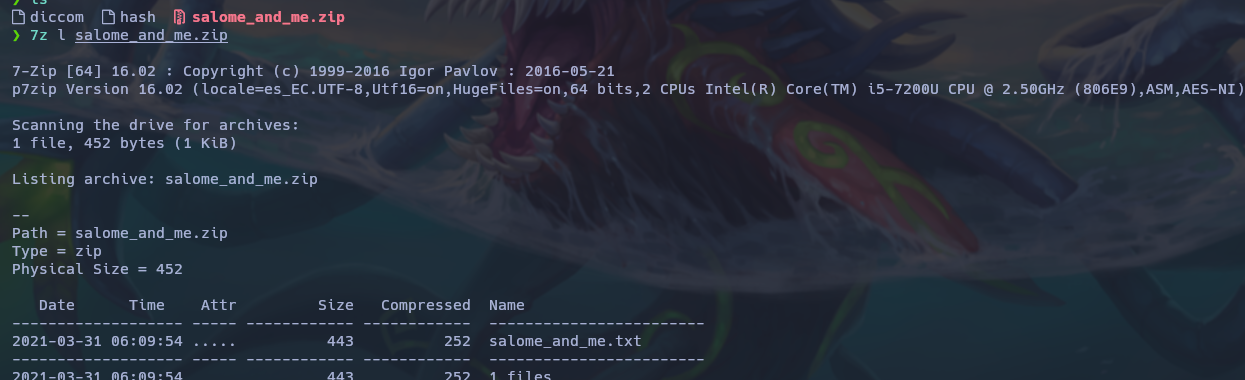 ❯ ls
diccom hash salome_and_me.zip
❯ 7z l salome_and_me.zip
7-Zip [64] 16.02 : Copyright (c) 1999-2016 Igor Pavlov : 2016-05-21
p7zip Version 16.02 (locale=es_EC.UTF-8,Utf16=on,HugeFiles=on,64 bits,2 CPUs Intel(R) Core(TM) i5-7200U CPU @ 2.50GHz (806E9),ASM,AES-NI)
Scanning the drive for archives:
1 file, 452 bytes (1 KiB)
Listing archive: salome_and_me.zip
--
Path = salome_and_me.zip
Type = zip
Physical Size = 452
Date Time Attr Size Compressed Name
------------------- ----- ------------ ------------ ------------------------
2021-03-31 06:09:54 ..... 443 252 salome_and_me.txt
------------------- ----- ------------ ------------ ------------------------
2021-03-31 06:09:54 443 252 1 files